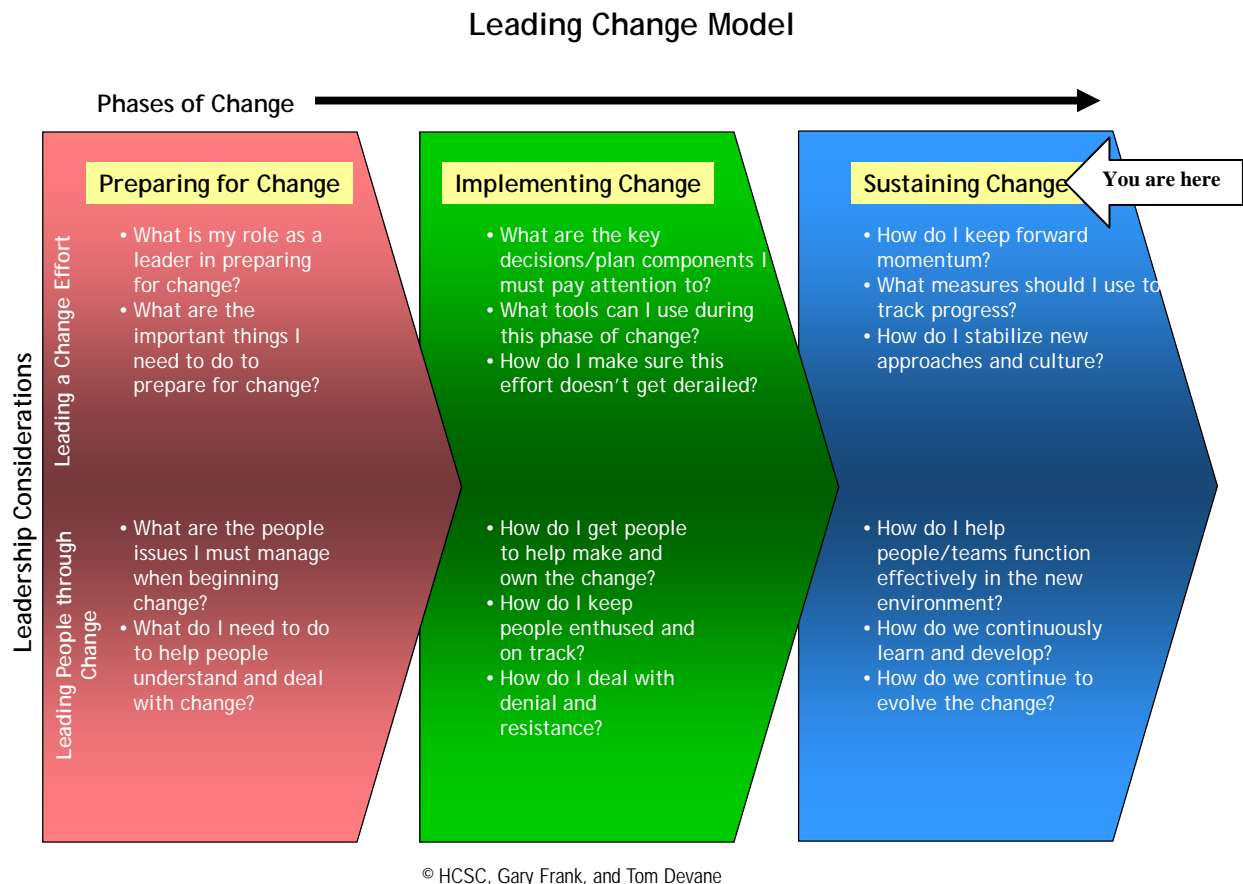 Leading Change Model
Phases of Change
Leadership Considerations
Leading a Change Effort
Leading People through
Change
Preparing for Change
• What is my role as a
leader in preparing
for change?
• What are the
important things I
need to do to
prepare for change?
• What are the people
issues I must manage
when beginning
change?
• What do I need to do
to help people
understand and deal
with change?
Implementing Change
• What are the key
decisions/plan components I
must pay attention to?
• What tools can I use during
this phase of change?
• How do I make sure this
effort doesn't get derailed?
• How do I get people
to help make and
own the change?
• How do I keep
people enthused and
on track?
• How do I deal with
denial and
resistance?
Sustaining Change
You are here
• How do I keep forward
momentum?
• What measures should I use to
track progress?
• How do I stabilize new
approaches and culture?
• How do I help
people/teams function
effectively in the new
environment?
• How do we continuously
learn and develop?
• How do we continue to
evolve the change?
© HCSC, Gary Frank, and Tom Devane